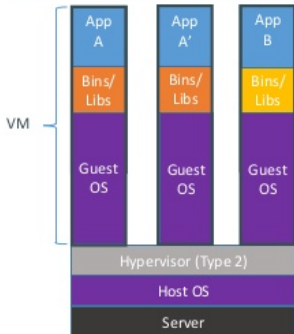 App
A
App
A’
App
B
Bins/
Libs
Bins/
Libs
Bins/
Libs
VM
Guest
OS
Guest
OS
Guest
OS
Hypervisor (Type 2)
Host OS
Server